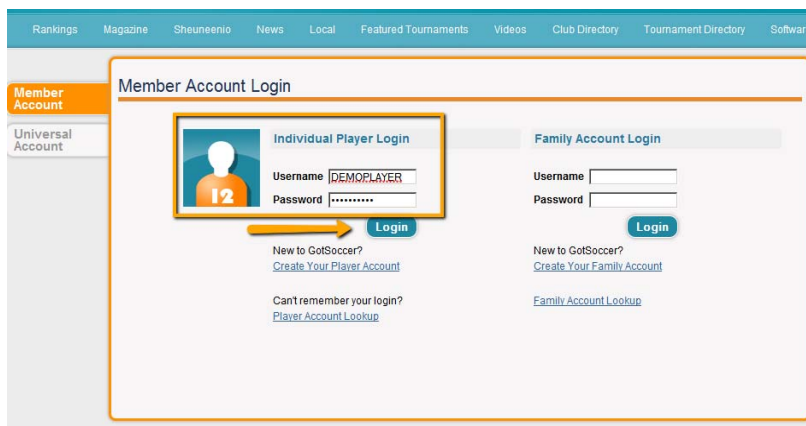 Rankings Magazine Sheuneenio News Local Featured Tournaments Videos Club Directory Tournament Directory Softwar
Member Account
Universal Account
Member Account Login
12
Individual Player Login
Username DEMOPLAYER
Password ••••••••••
Login
New to GotSoccer?
Create Your Player Account
Can't remember your login?
Player Account Lookup
Family Account Login
Username
Password
Login
New to GotSoccer?
Create Your Family Account
Family Account Lookup